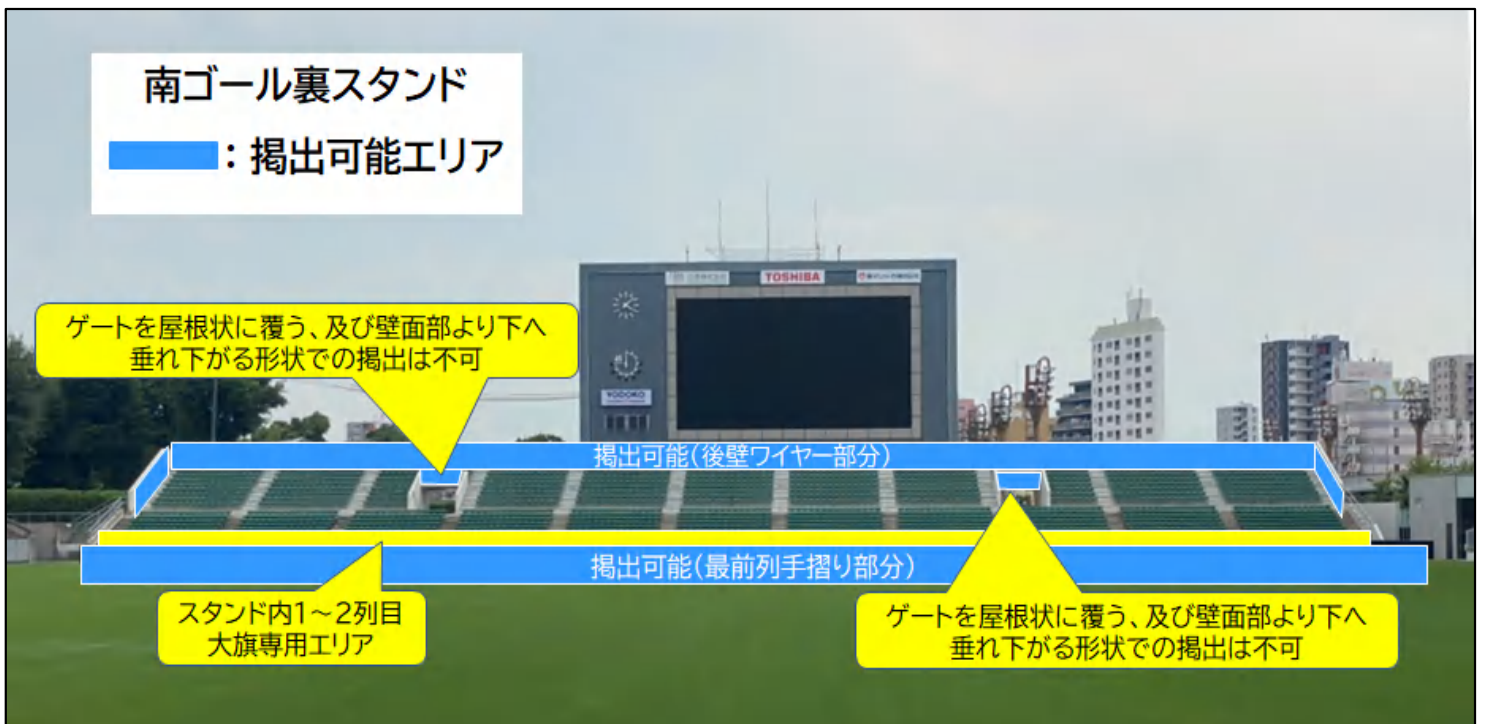 南ゴール裏スタンド
：掲出可能エリア
TOSHIBA
ゲートを屋根状に覆う、及び壁面部より下へ
垂れ下がる形状での掲出は不可
YODOKO
掲出可能（後壁ワイヤー部分）
掲出可能（最前列手摺り部分）
スタンド内1～2列目
大旗専用エリア
ゲートを屋根状に覆う、及び壁面部より下へ
垂れ下がる形状での掲出は不可